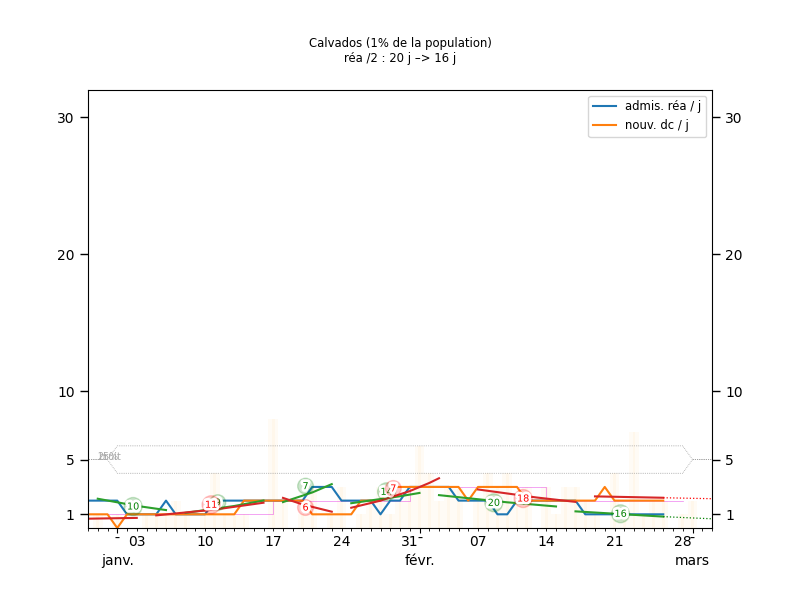 Calvados (1% de la population)
réa /2 : 20 j –> 16 j
admis. réa / j
nouv. dc / j
30 30
20 20
10 10
5 5
1 1
7
10 11 6 7 20 18 16
- 03 10 17 24 31 - 07 14 21 28 -
janv. févr. mars